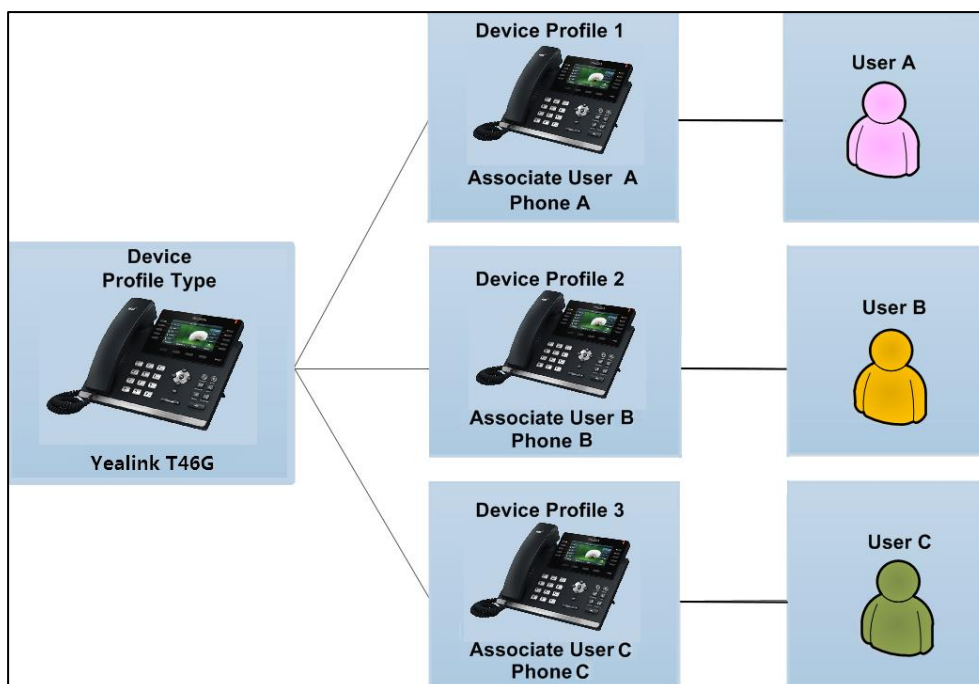 Device Profile 1
Associate User A
Phone A
User A
Device
Profile Type
Yealink T46G
Device Profile 2
Associate User B
Phone B
User B
Device Profile 3
Associate User C
Phone C
User C